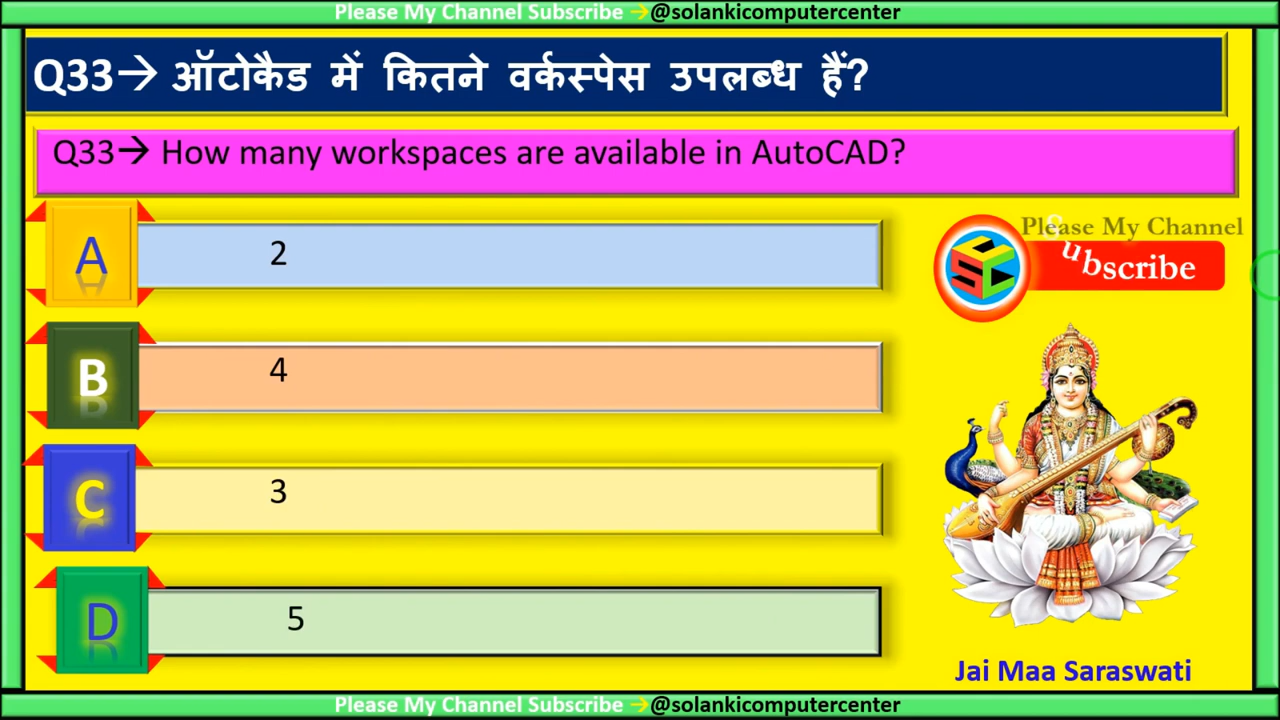 Please My Channel Subscribe →@solankicomputercenter
Q33→ ऑटोकैड में कितने वर्कस्पेस उपलब्ध हैं?
Q33→ How many workspaces are available in AutoCAD?
A 2
B 4
C 3
D 5
Please My Channel
Subscribe
SCC
Jai Maa Saraswati
Please My Channel Subscribe →@solankicomputercenter